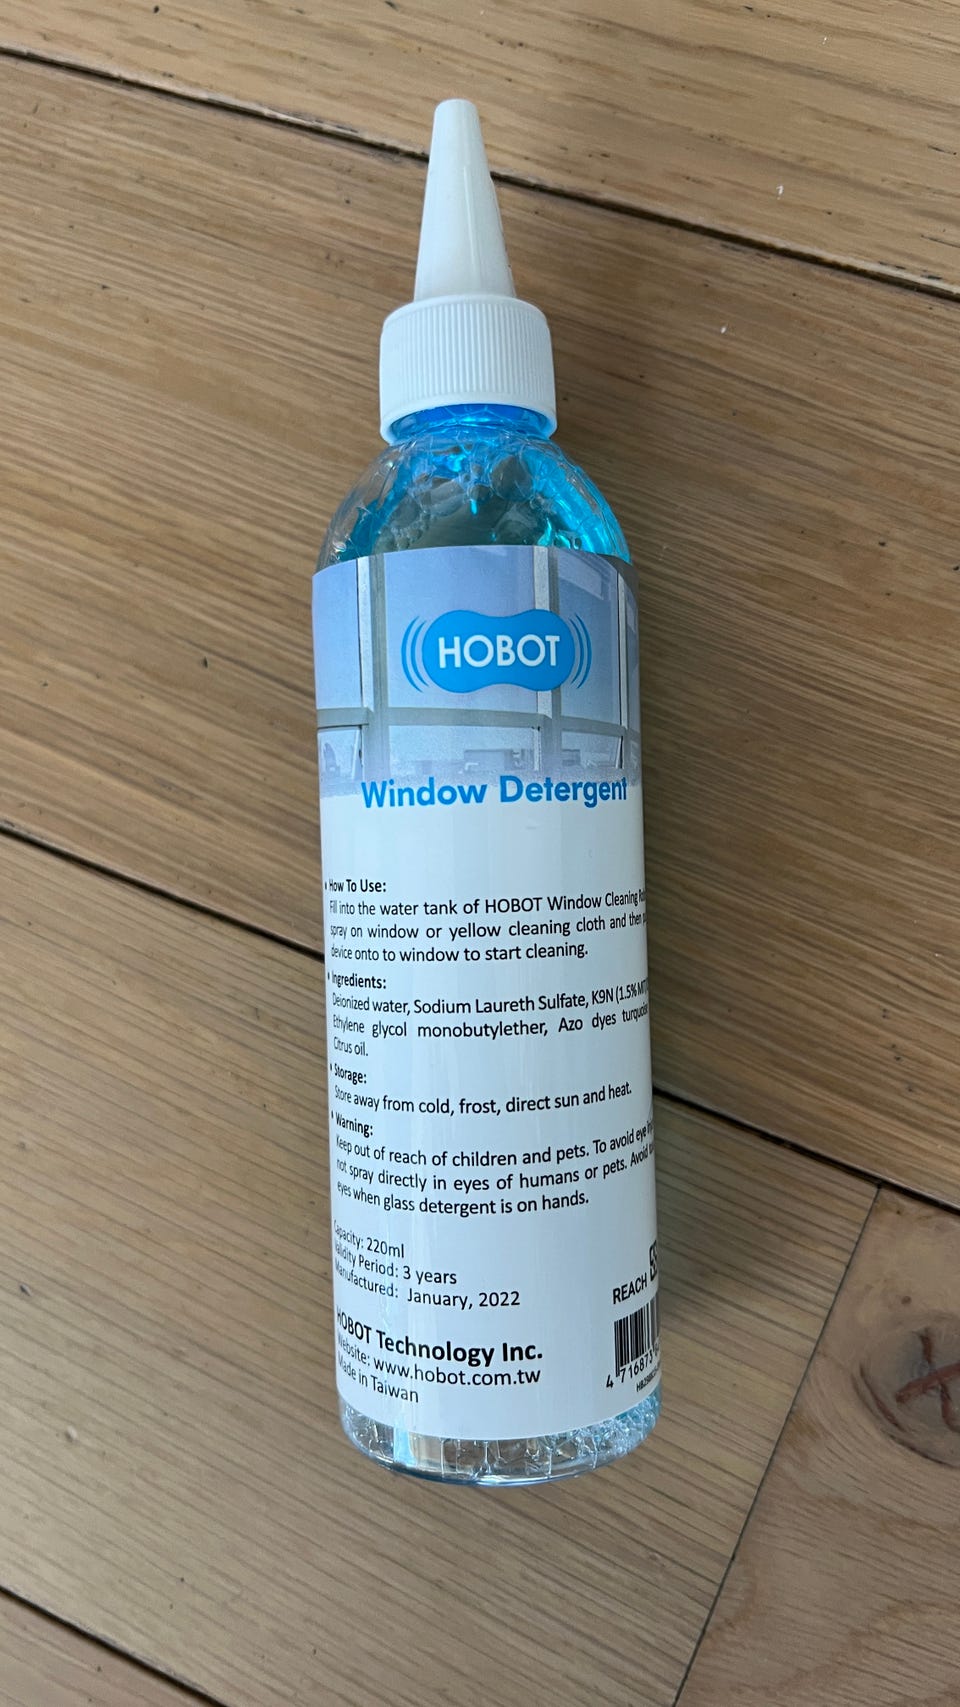 HOBOT
Window Detergent
• How To Use:
Fill into the water tank of HOBOT Window Cleaning
spray on window or yellow cleaning cloth and then
device onto to window to start cleaning.
• Ingredients:
Deionized water, Sodium Laureth Sulfate, K9N (1.5%
Ethylene glycol monobutylether, Azo dyes turquoise
Citrus oil.
• Storage:
Store away from cold, frost, direct sun and heat.
• Warning:
Keep out of reach of children and pets. To avoid eye
not spray directly in eyes of humans or pets. Avoid
eyes when glass detergent is on hands.
Capacity: 220ml
Validity Period: 3 years
Manufactured: January, 2022
HOBOT Technology Inc.
Website: www.hobot.com.tw
Made in Taiwan
REACH
4 716873